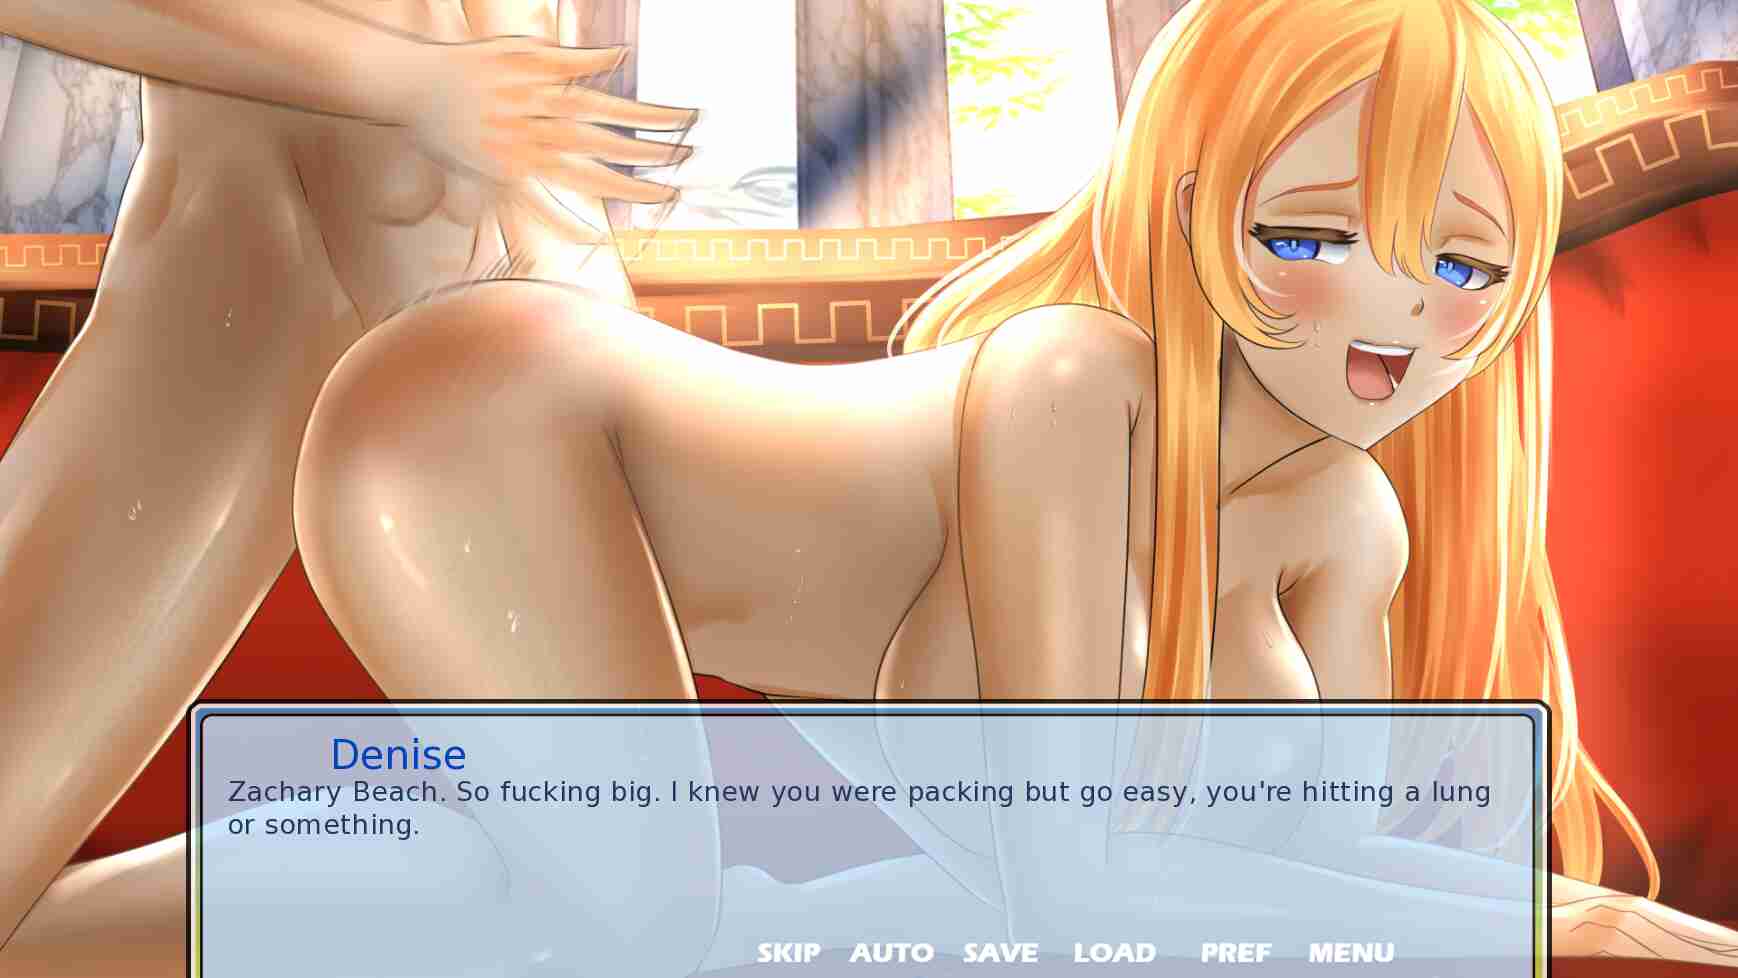 Denise
Zachary Beach. So fucking big. I knew you were packing but go easy, you're hitting a lung
or something.
SKIP AUTO SAVE LOAD PREF MENU